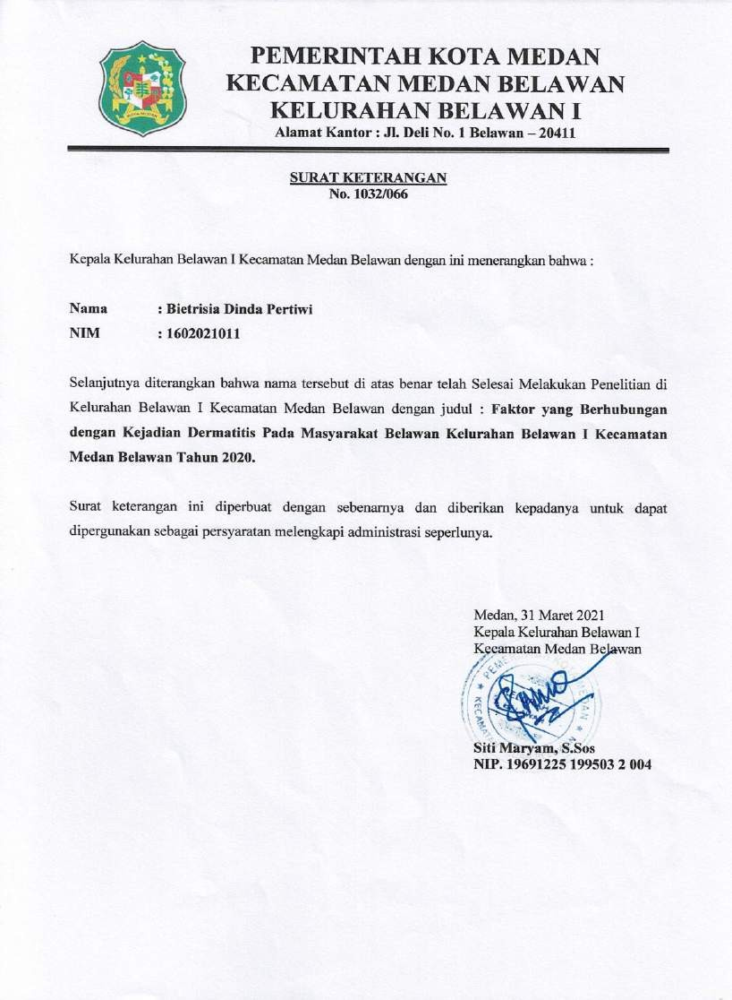 PEMERINTAH KOTA MEDAN
KECAMATAN MEDAN BELAWAN
KELURAHAN BELAWAN I
Alamat Kantor : Jl. Deli No. 1 Belawan – 20411
KOTA MEDAN
SURAT KETERANGAN
No. 1032/066
Kepala Kelurahan Belawan I Kecamatan Medan Belawan dengan ini menerangkan bahwa :
Nama : Bietrisia Dinda Pertiwi
NIM : 1602021011
Selanjutnya diterangkan bahwa nama tersebut di atas benar telah Selesai Melakukan Penelitian di
Kelurahan Belawan I Kecamatan Medan Belawan dengan judul : Faktor yang Berhubungan
dengan Kejadian Dermatitis Pada Masyarakat Belawan Kelurahan Belawan I Kecamatan
Medan Belawan Tahun 2020.
Surat keterangan ini diperbuat dengan sebenarnya dan diberikan kepadanya untuk dapat
dipergunakan sebagai persyaratan melengkapi administrasi seperlunya.
Medan, 31 Maret 2021
Kepala Kelurahan Belawan I
Kecamatan Medan Belawan
MEDAN
Siti Maryam, S.Sos
NIP. 19691225 199503 2 004